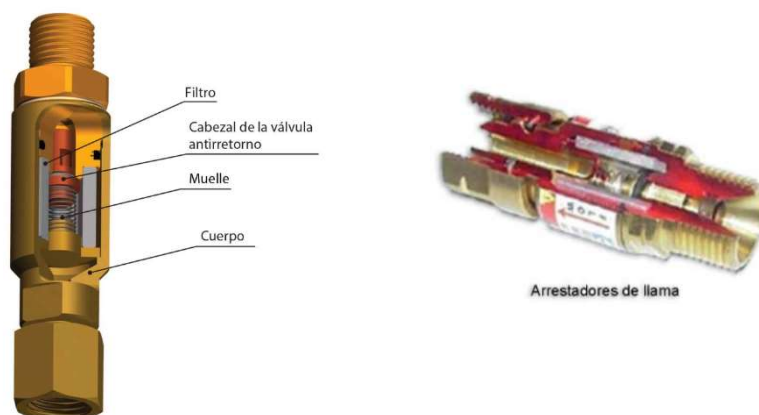 Filtro
Cabezal de la válvula
antirretorno
Muelle
Cuerpo
Arrestadores de llama